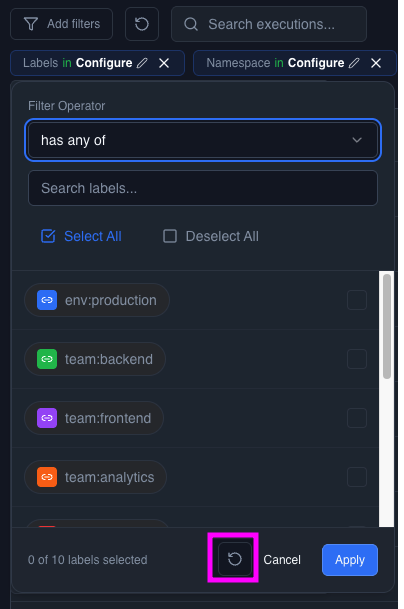 Add filters
Search executions...
Labels in Configure
Namespace in Configure
Filter Operator
has any of
Search labels...
Select All
Deselect All
env:production
team:backend
team:frontend
team:analytics
0 of 10 labels selected
Cancel
Apply